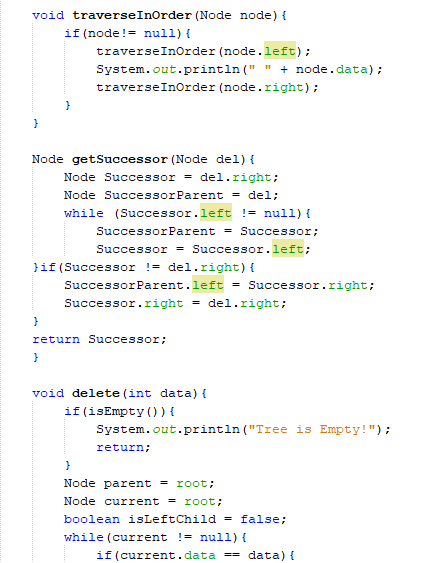 void traverseInOrder(Node node){
if(node!= null){
traverseInOrder(node.left);
System.out.println(" " + node.data);
traverseInOrder(node.right);
}
}
Node getSuccessor(Node del){
Node Successor = del.right;
Node SuccessorParent = del;
while (Successor.left != null){
SuccessorParent = Successor;
Successor = Successor.left;
}if(Successor != del.right){
SuccessorParent.left = Successor.right;
Successor.right = del.right;
}
return Successor;
}
void delete(int data){
if(isEmpty()){
System.out.println("Tree is Empty!");
return;
}
Node parent = root;
Node current = root;
boolean isLeftChild = false;
while(current != null){
if(current.data == data){